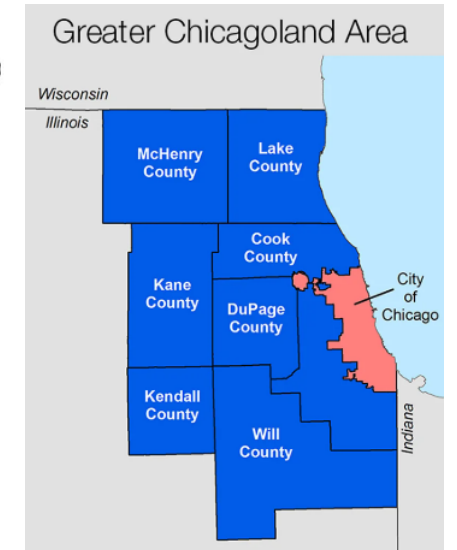 Greater Chicagoland Area
Wisconsin
Illinois
McHenry
County
Lake
County
Cook
County
Kane
County
DuPage
County
City
of
Chicago
Kendall
County
Will
County
Indiana